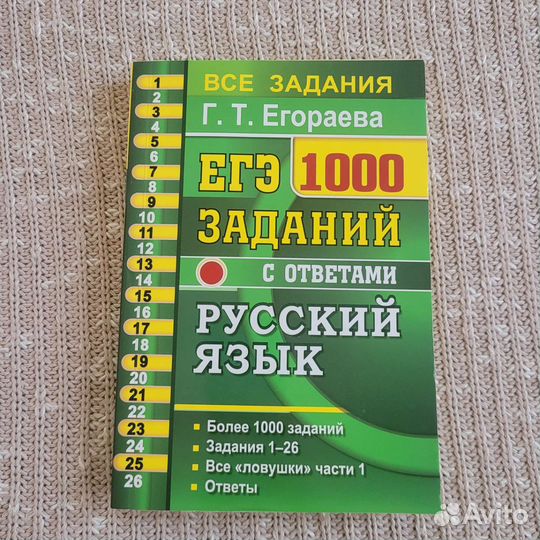 ВСЕ ЗАДАНИЯ
Г. Т. Егораева
ЕГЭ 1000
ЗАДАНИЙ
С ОТВЕТАМИ
РУССКИЙ
ЯЗЫК
Более 1000 заданий
Задания 1–26
Все «ловушки» части 1
Ответы
1
2
3
4
5
6
7
8
9
10
11
12
13
14
15
16
17
18
19
20
21
22
23
24
25
26
Avito